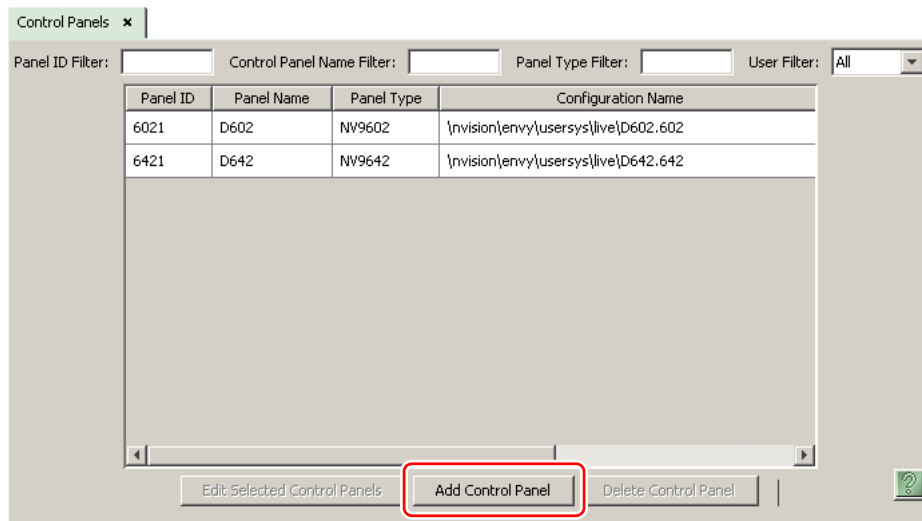 Control Panels ×
Panel ID Filter: Control Panel Name Filter: Panel Type Filter: User Filter: All
Panel ID Panel Name Panel Type Configuration Name
6021 D602 NV9602 \nvision\envy\usersys\live\D602.602
6421 D642 NV9642 \nvision\envy\usersys\live\D642.642
Edit Selected Control Panels Add Control Panel Delete Control Panel ?